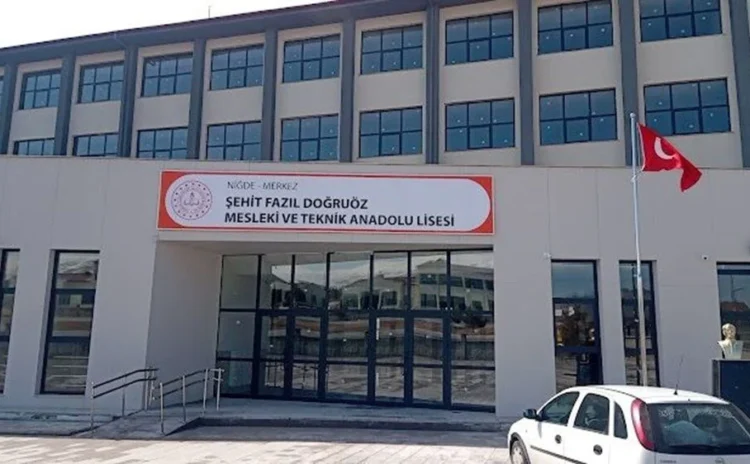 NİĞDE - MERKEZ
ŞEHİT FAZIL DOĞRUÖZ
MESLEKİ VE TEKNİK ANADOLU LİSESİ